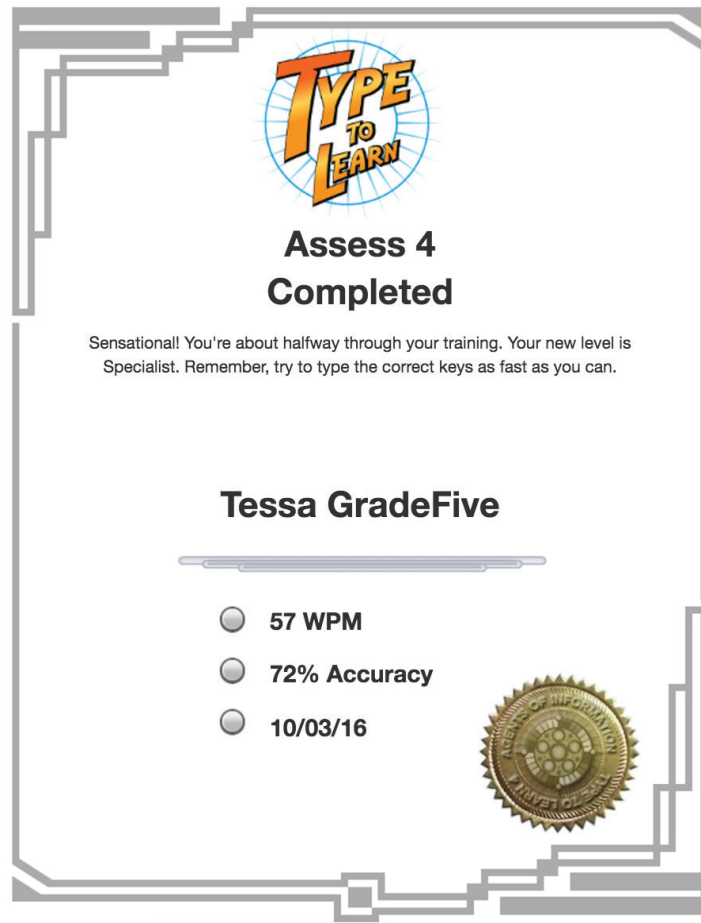 TYPE
TO
LEARN
Assess 4
Completed
Sensational! You're about halfway through your training. Your new level is
Specialist. Remember, try to type the correct keys as fast as you can.
Tessa GradeFive
57 WPM
72% Accuracy
10/03/16
AGENTS OF INFORMATION
TYPE TO LEARN 4